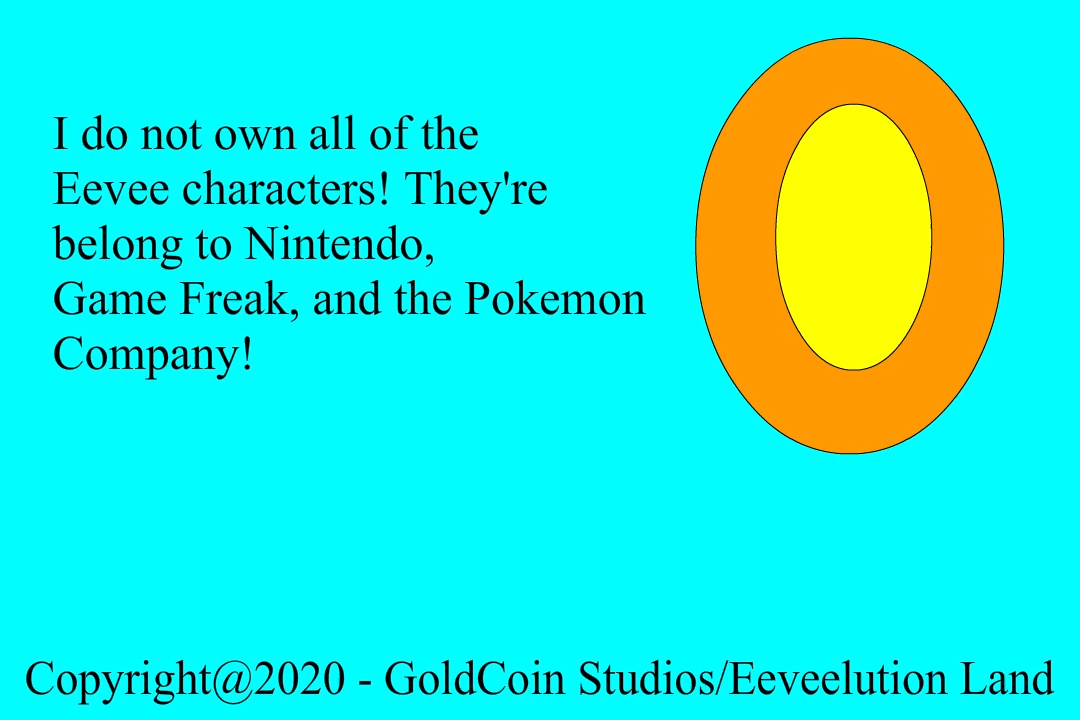 I do not own all of the
Eevee characters! They're
belong to Nintendo,
Game Freak, and the Pokemon
Company!
Copyright@2020 - GoldCoin Studios/Eeveelution Land